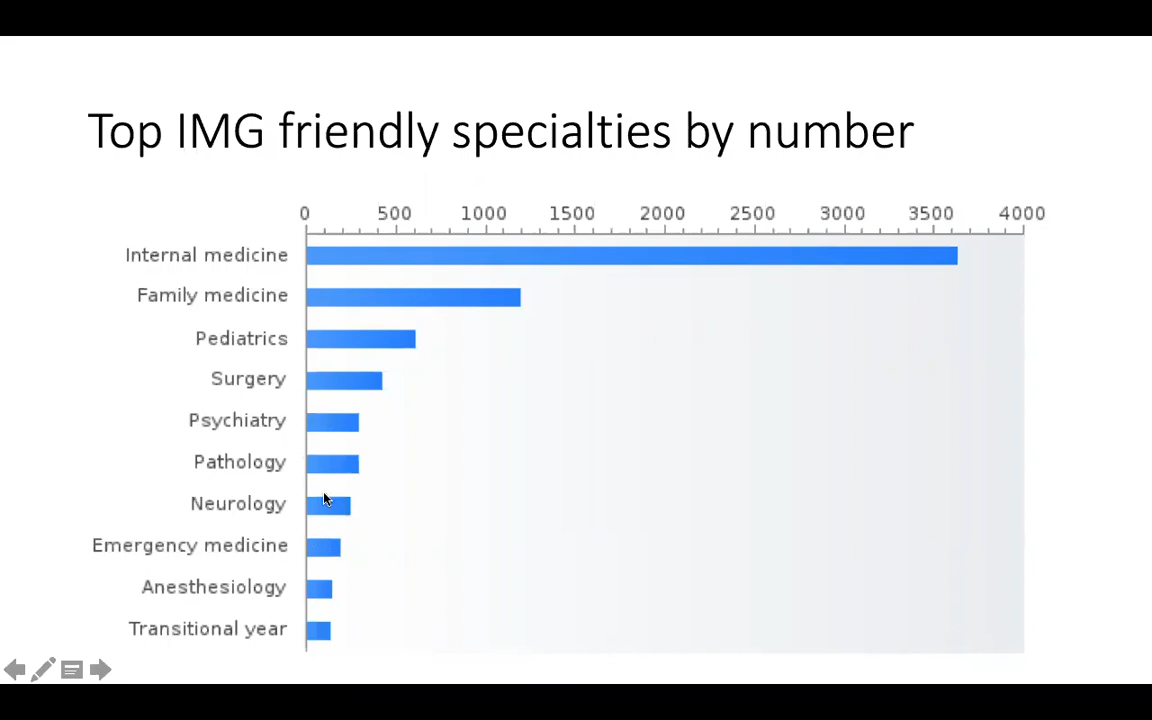 Top IMG friendly specialties by number
0 500 1000 1500 2000 2500 3000 3500 4000
Internal medicine
Family medicine
Pediatrics
Surgery
Psychiatry
Pathology
Neurology
Emergency medicine
Anesthesiology
Transitional year